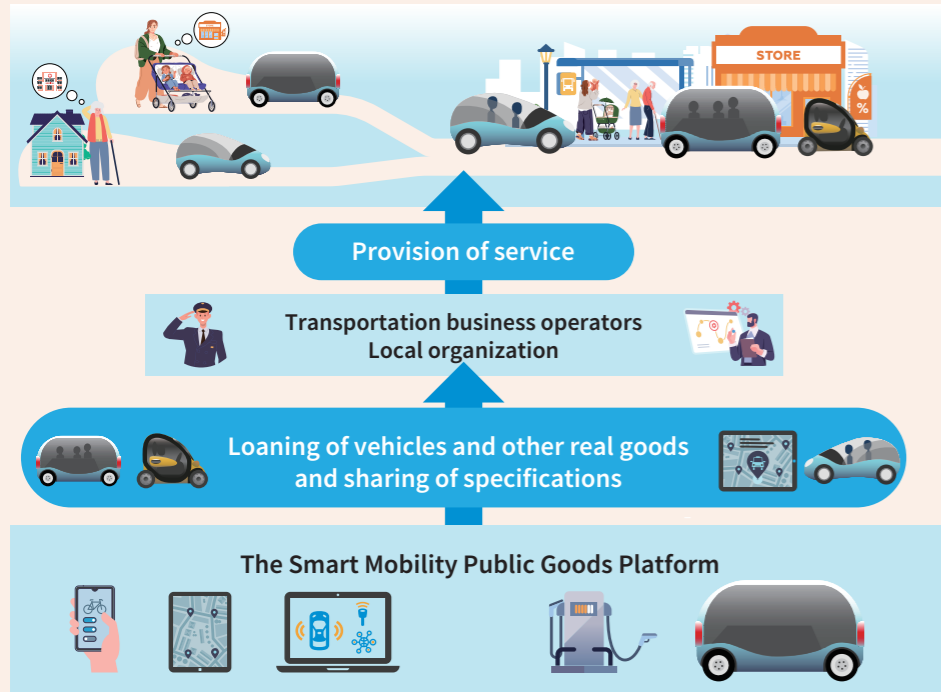 STORE
%
Provision of service
Transportation business operators
Local organization
Loaning of vehicles and other real goods
and sharing of specifications
The Smart Mobility Public Goods Platform